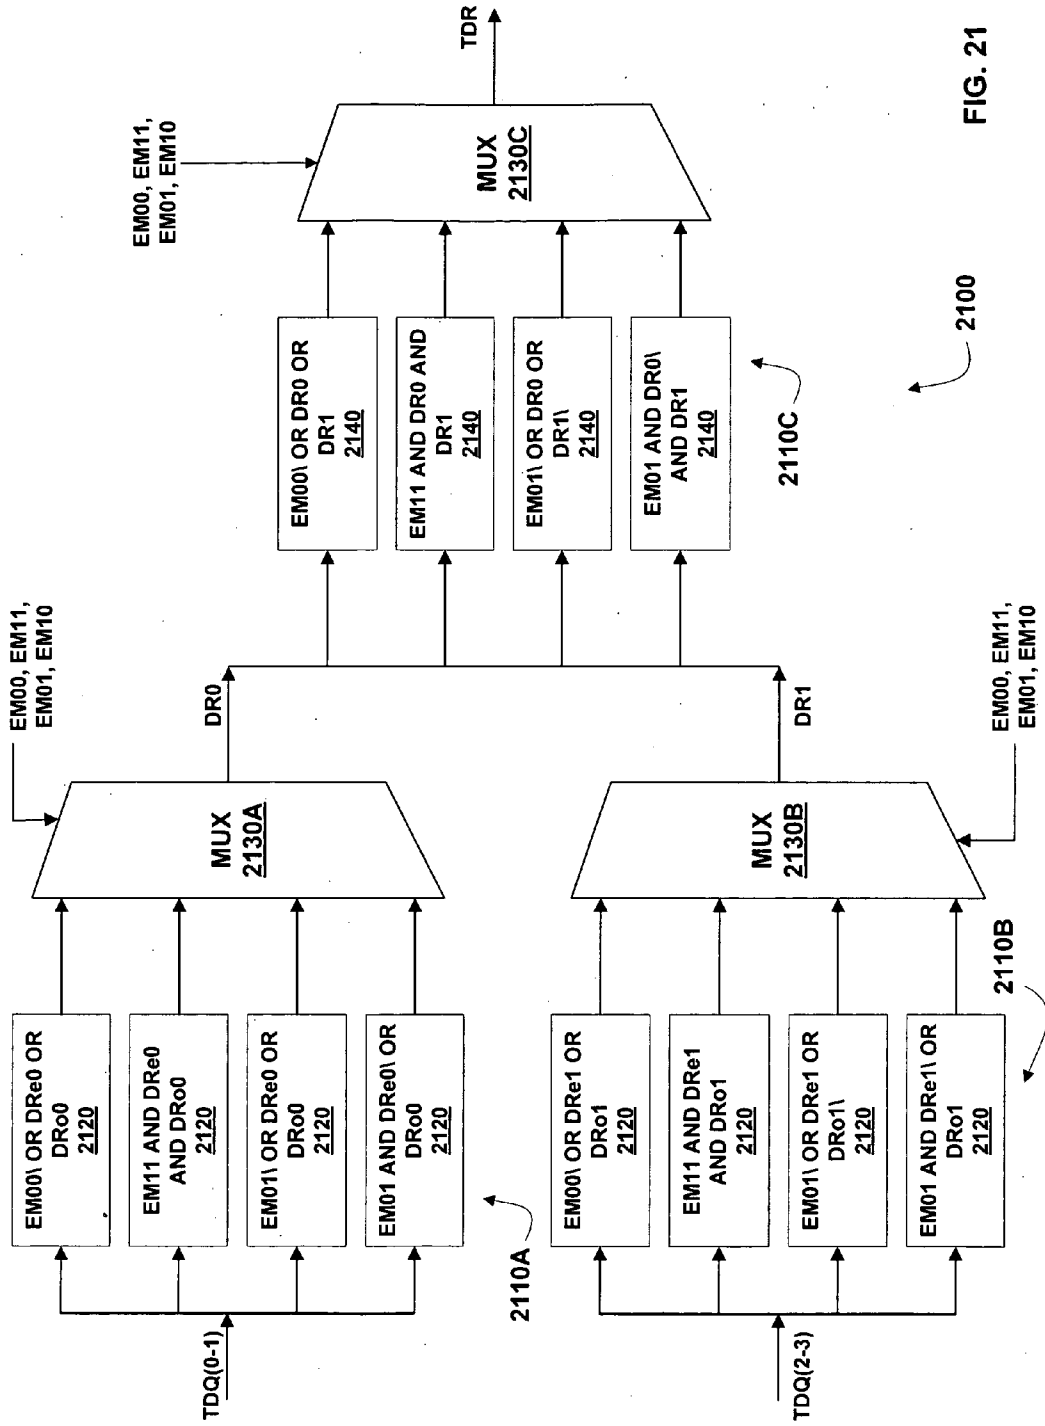 TDQ(0-1)
EM00\ OR DRe0 OR
DRo0
2120
EM11 AND DRe0
AND DRo0
2120
EM01\ OR DRe0 OR
DRo0
2120
EM01 AND DRe0\ OR
DRo0
2120
2110A
MUX
2130A
EM00, EM11,
EM01, EM10
DR0
TDQ(2-3)
EM00\ OR DRe1 OR
DRo1
2120
EM11 AND DRe1
AND DRo1
2120
EM01\ OR DRe1 OR
DRo1\
2120
EM01 AND DRe1\ OR
DRo1
2120
2110B
MUX
2130B
EM00, EM11,
EM01, EM10
DR1
EM00\ OR DR0 OR
DR1
2140
EM11 AND DR0 AND
DR1
2140
EM01\ OR DR0 OR
DR1\
2140
EM01 AND DR0\
AND DR1
2140
2110C
EM00, EM11,
EM01, EM10
MUX
2130C
TDR
2100
FIG. 21